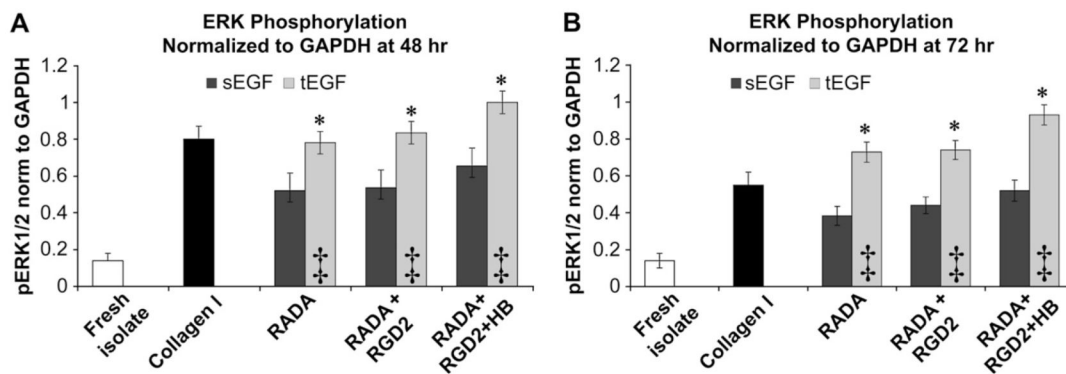 A
ERK Phosphorylation
Normalized to GAPDH at 48 hr
pERK1/2 norm to GAPDH
1.2
1
0.8
0.6
0.4
0.2
0
sEGF tEGF
* * *
‡ ‡ ‡
Fresh
isolate
Collagen I
RADA
RADA+
RGD2
RADA+
RGD2+HB
B
ERK Phosphorylation
Normalized to GAPDH at 72 hr
pERK1/2 norm to GAPDH
1.2
1
0.8
0.6
0.4
0.2
0
sEGF tEGF
* * *
‡ ‡ ‡
Fresh
isolate
Collagen I
RADA
RADA+
RGD2
RADA+
RGD2+HB